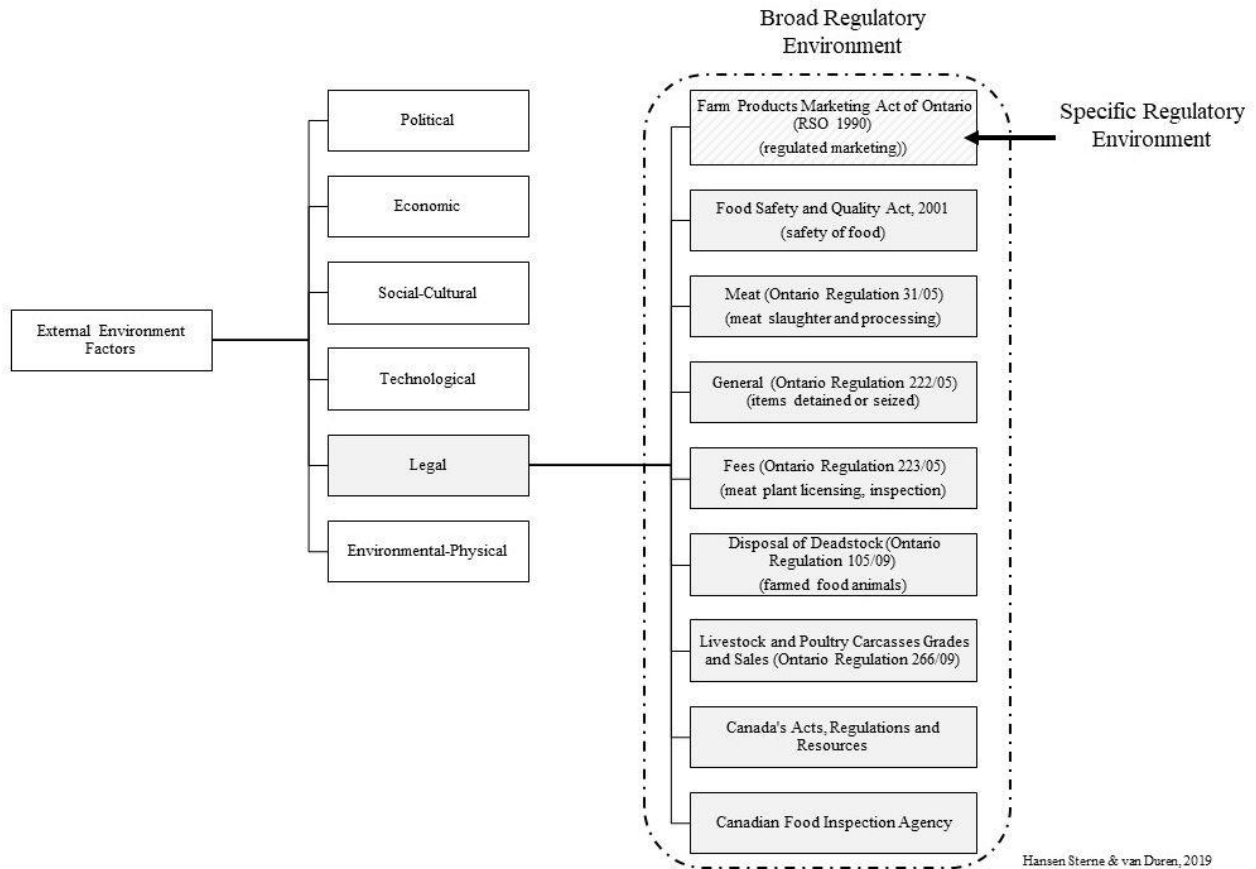 Broad Regulatory
Environment
Specific Regulatory
Environment
External Environment
Factors
Political
Economic
Social-Cultural
Technological
Legal
Environmental-Physical
Farm Products Marketing Act of Ontario
(RSO 1990)
(regulated marketing))
Food Safety and Quality Act, 2001
(safety of food)
Meat (Ontario Regulation 31/05)
(meat slaughter and processing)
General (Ontario Regulation 222/05)
(items detained or seized)
Fees (Ontario Regulation 223/05)
(meat plant licensing, inspection)
Disposal of Deadstock (Ontario
Regulation 105/09)
(farmed food animals)
Livestock and Poultry Carcasses Grades
and Sales (Ontario Regulation 266/09)
Canada's Acts, Regulations and
Resources
Canadian Food Inspection Agency
Hansen Sterne & van Duren, 2019